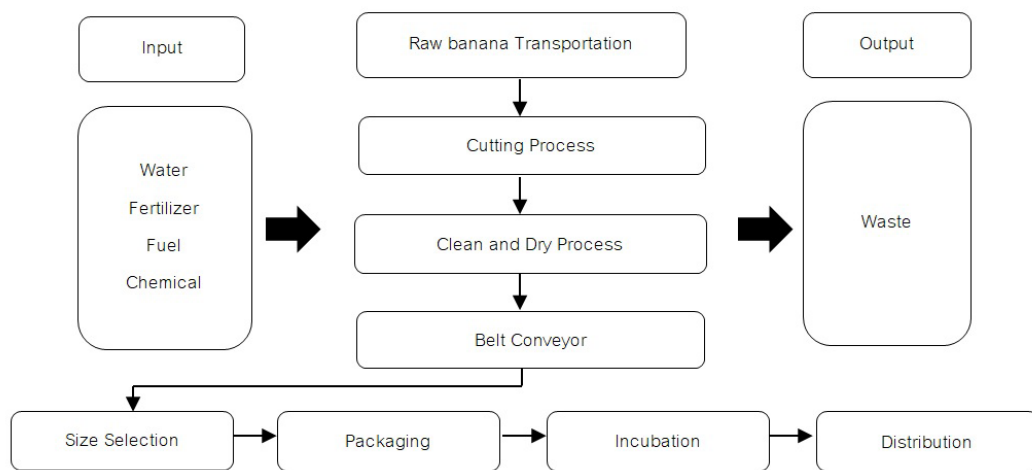 Input
Raw banana Transportation
Output
Water
Fertilizer
Fuel
Chemical
Cutting Process
Clean and Dry Process
Belt Conveyor
Waste
Size Selection
Packaging
Incubation
Distribution